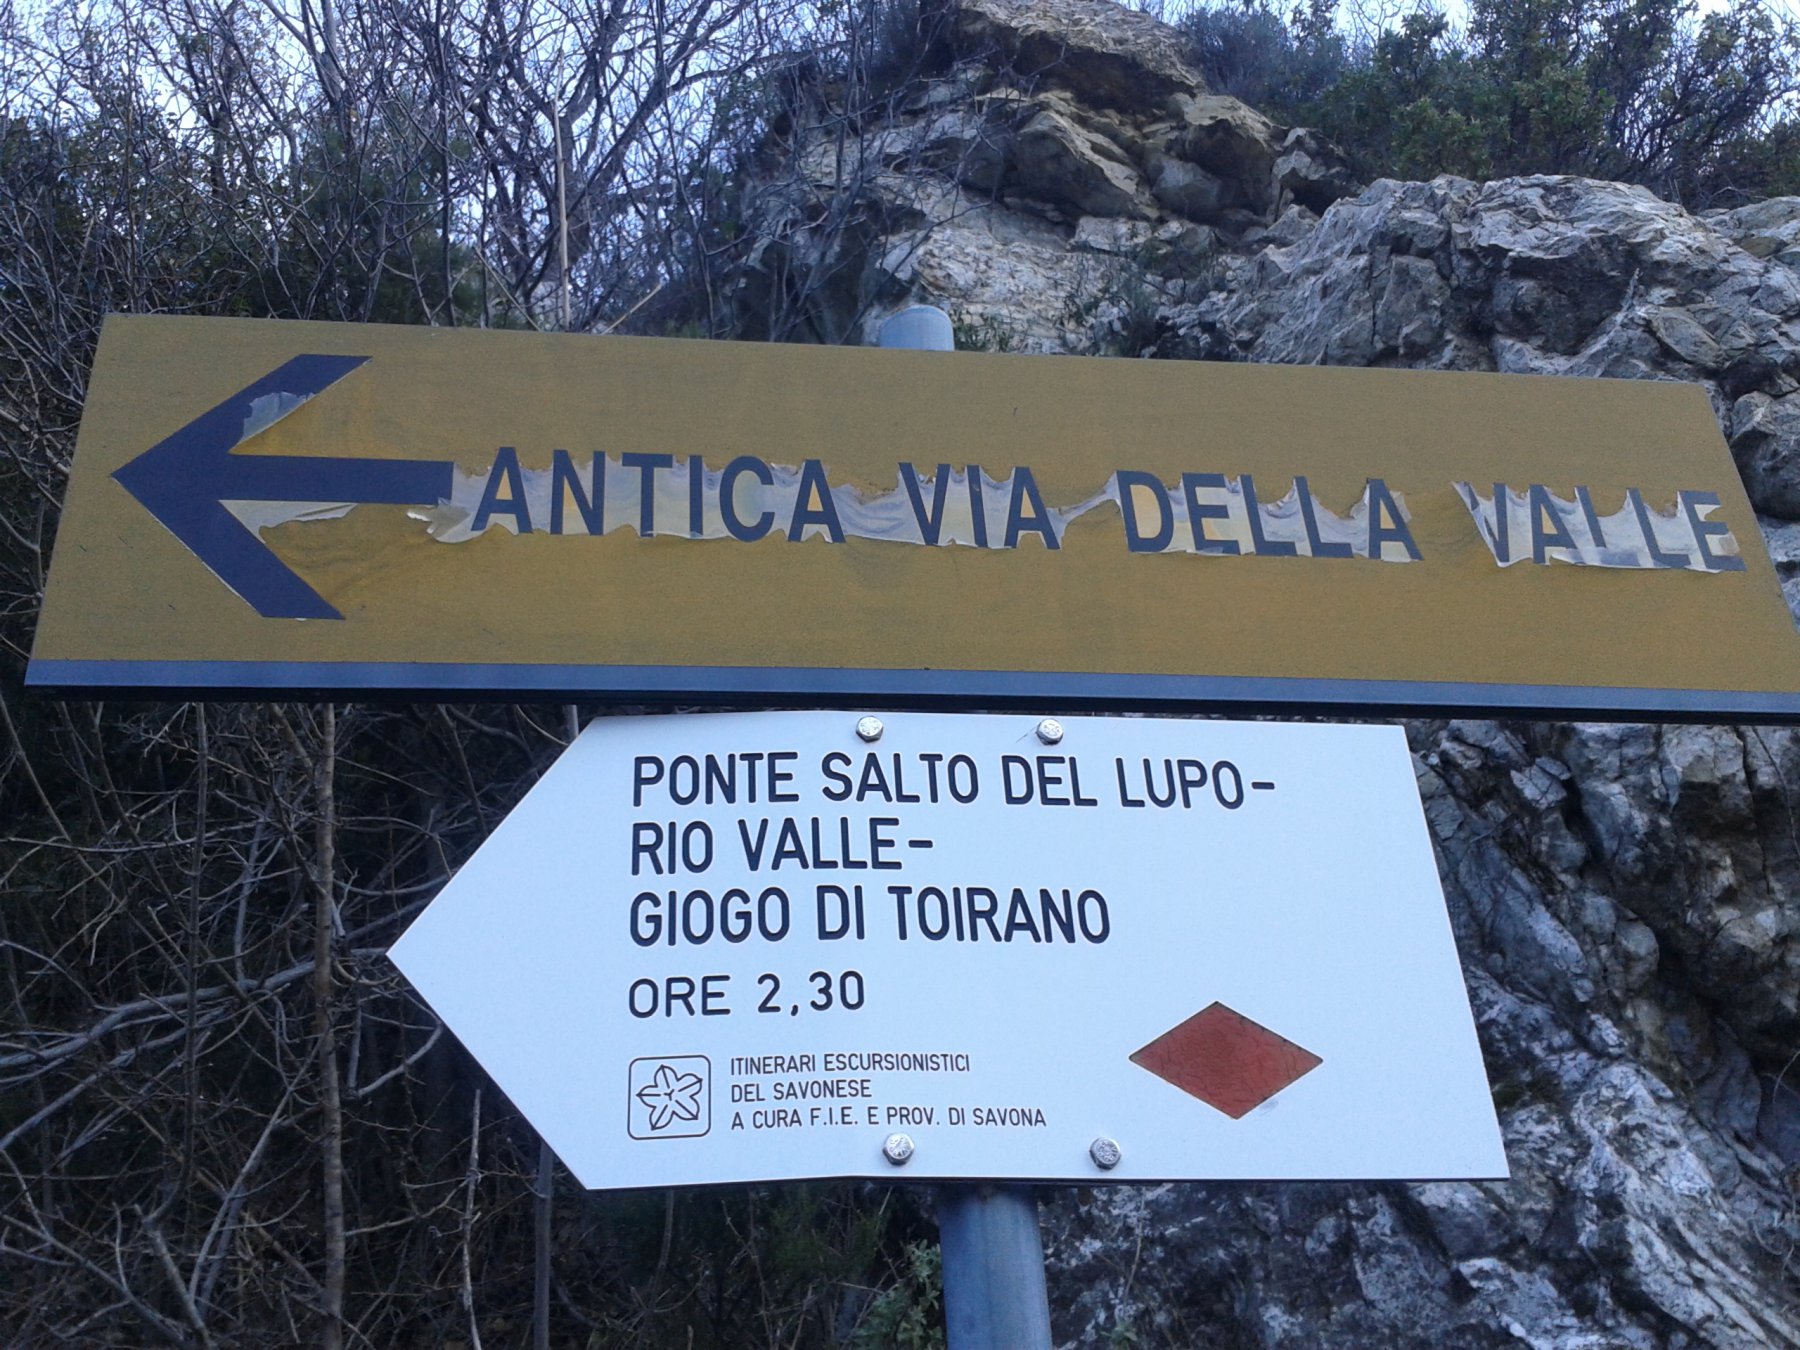 ANTICA VIA DELLA VALLE
PONTE SALTO DEL LUPO-
RIO VALLE-
GIOGO DI TOIRANO
ORE 2,30
ITINERARI ESCURSIONISTICI
DEL SAVONESE
A CURA F.I.E. E PROV. DI SAVONA